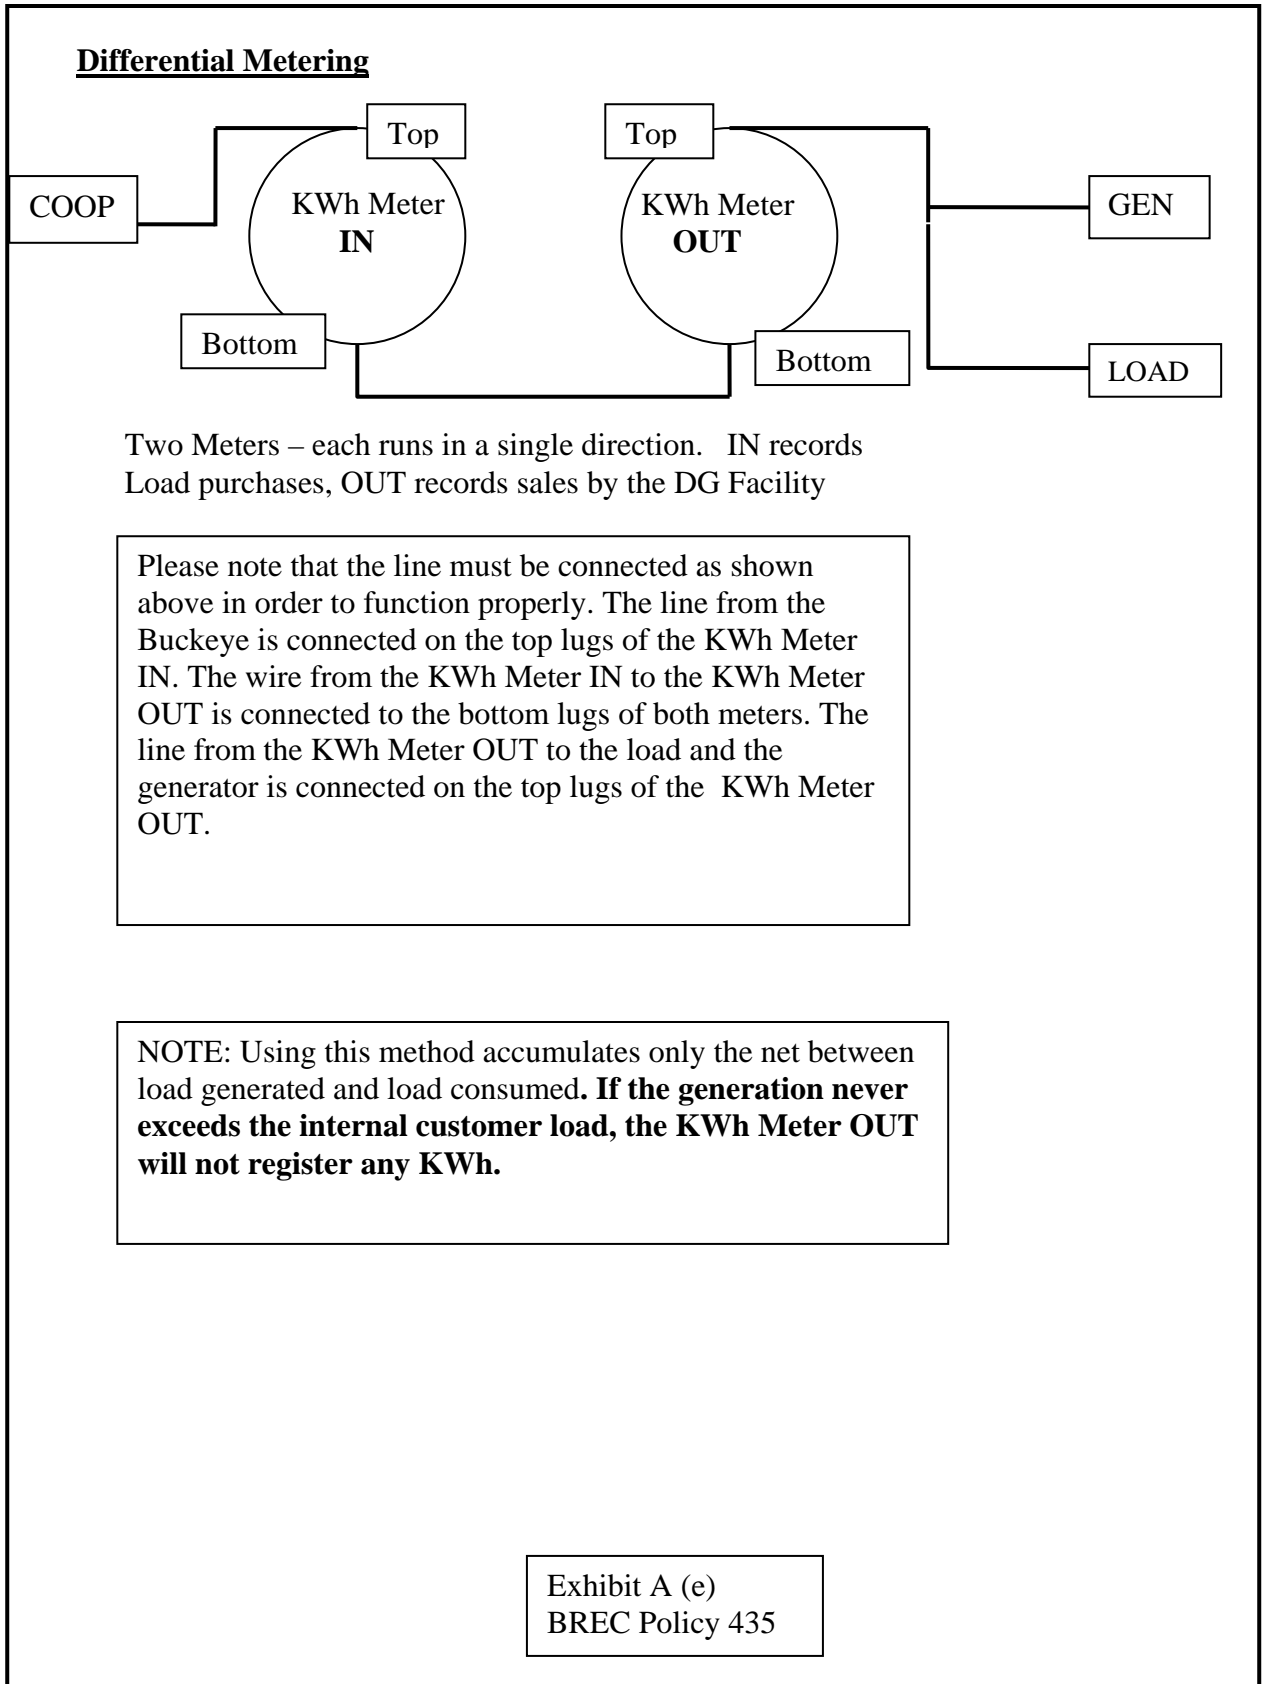 Differential Metering
Top
Top
COOP
KWh Meter
IN
KWh Meter
OUT
GEN
Bottom
Bottom
LOAD
Two Meters – each runs in a single direction.   IN records
Load purchases, OUT records sales by the DG Facility
Please note that the line must be connected as shown
above in order to function properly. The line from the
Buckeye is connected on the top lugs of the KWh Meter
IN. The wire from the KWh Meter IN to the KWh Meter
OUT is connected to the bottom lugs of both meters. The
line from the KWh Meter OUT to the load and the
generator is connected on the top lugs of the  KWh Meter
OUT.
NOTE: Using this method accumulates only the net between
load generated and load consumed. If the generation never
exceeds the internal customer load, the KWh Meter OUT
will not register any KWh.
Exhibit A (e)
BREC Policy 435